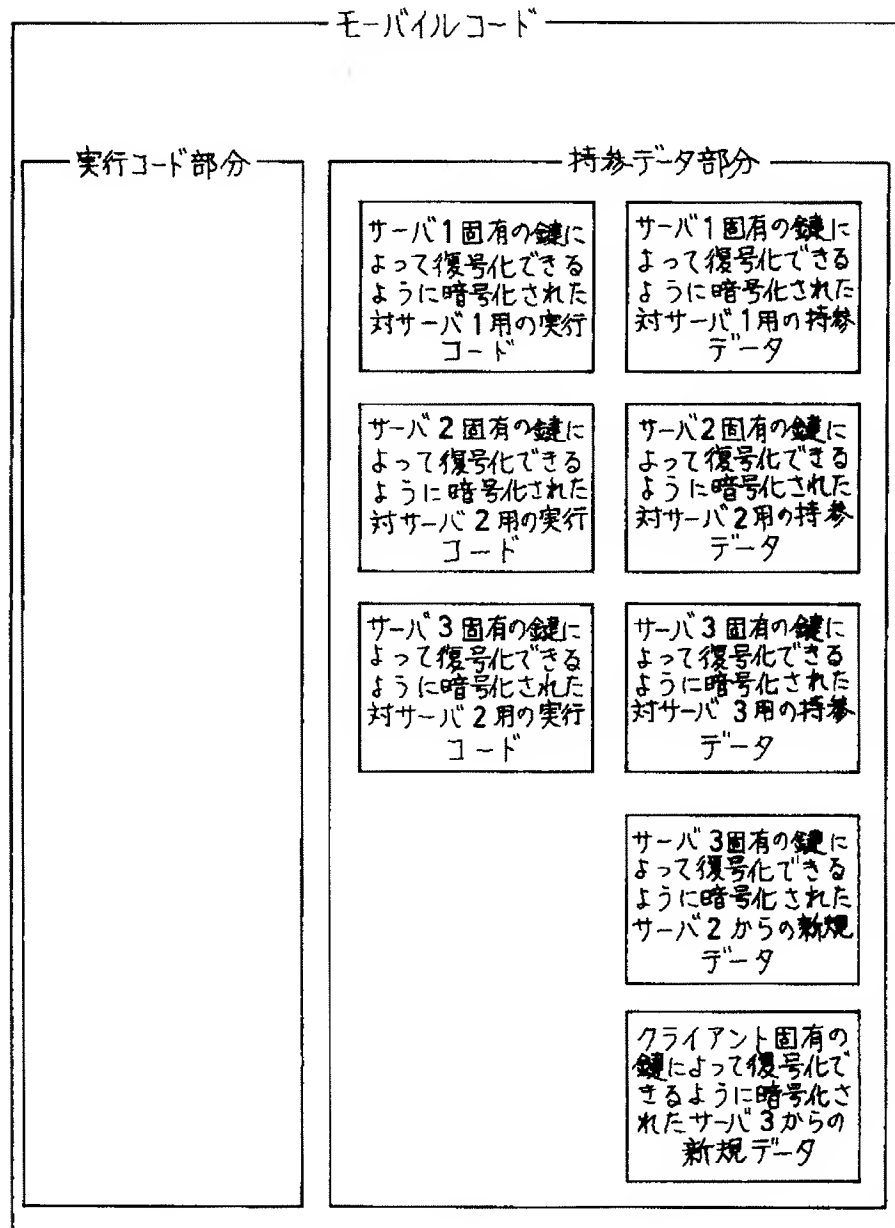 モーバイルコード
実行コード部分
持参データ部分
サーバ1固有の鍵に
よって復号化できる
ように暗号化された
対サーバ1用の実行
コード
サーバ1固有の鍵に
よって復号化できる
ように暗号化された
対サーバ1用の持参
データ
サーバ2固有の鍵に
よって復号化できる
ように暗号化された
対サーバ2用の実行
コード
サーバ2固有の鍵に
よって復号化できる
ように暗号化された
対サーバ2用の持参
データ
サーバ3固有の鍵に
よって復号化できる
ように暗号化された
対サーバ2用の実行
コード
サーバ3固有の鍵に
よって復号化できる
ように暗号化された
対サーバ3用の持参
データ
サーバ3固有の鍵に
よって復号化できる
ように暗号化された
サーバ2からの新規
データ
クライアント固有の
鍵によって復号化で
きるように暗号化さ
れたサーバ3からの
新規データ